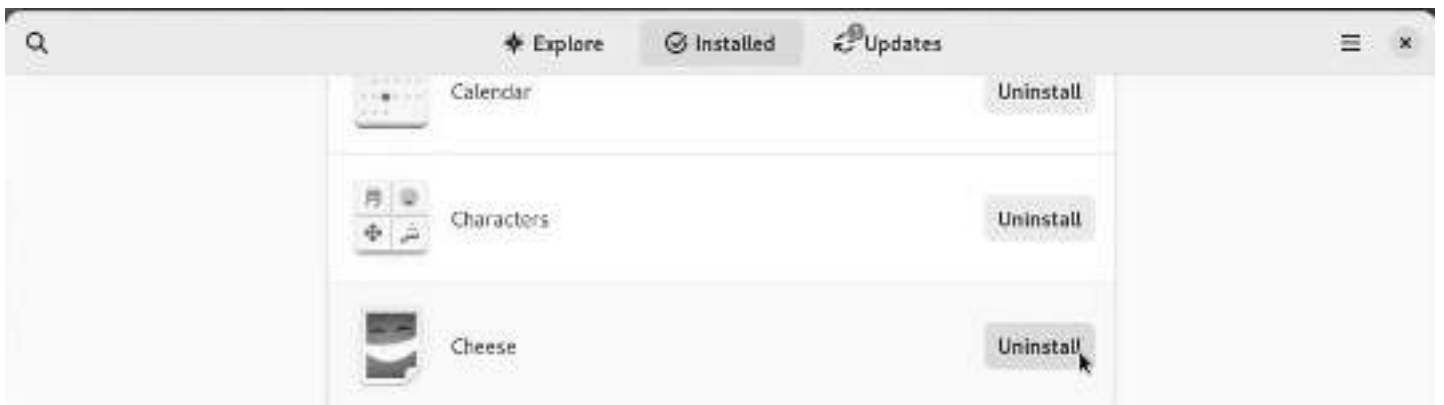 Explore Installed Updates
Calendar Uninstall
Characters Uninstall
Cheese Uninstall